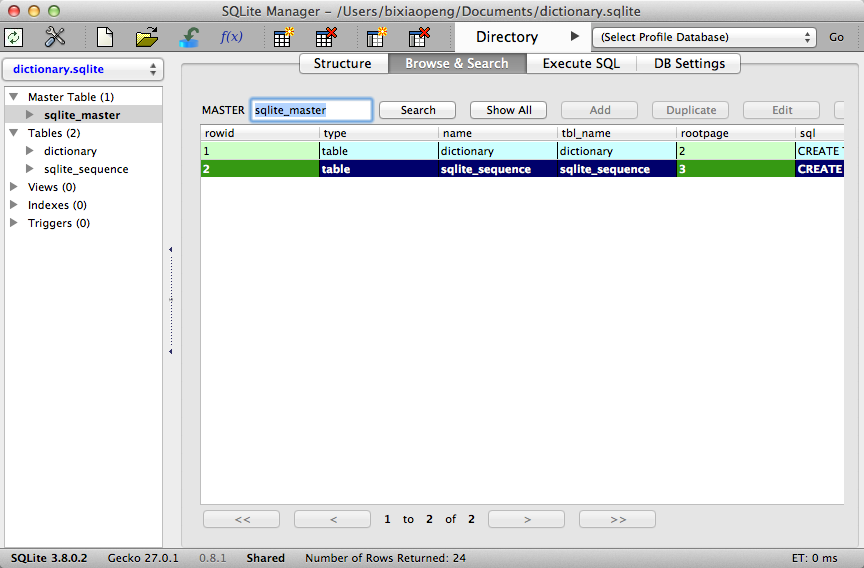 SQLite Manager – /Users/bixiaopeng/Documents/dictionary.sqlite
f(x) Directory (Select Profile Database) Go
dictionary.sqlite
Structure Browse & Search Execute SQL DB Settings
Master Table (1)
sqlite_master
Tables (2)
dictionary
sqlite_sequence
Views (0)
Indexes (0)
Triggers (0)
MASTER sqlite_master Search Show All Add Duplicate Edit
rowid type name tbl_name rootpage sql
1 table dictionary dictionary 2 CREATE T
2 table sqlite_sequence sqlite_sequence 3 CREATE
<< < 1 to 2 of 2 > >>
SQLite 3.8.0.2 Gecko 27.0.1 0.8.1 Shared Number of Rows Returned: 24 ET: 0 ms